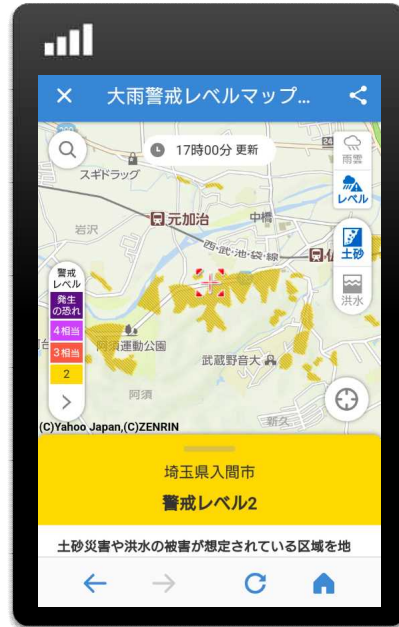 大雨警戒レベルマップ...
17時00分 更新
雨雲
スギドラッグ
レベル
元加治
中橋
岩沢
西・武・池・袋・線
仏
土砂
警戒
レベル
発生
の恐れ
洪水
4相当
3相当
2
阿須運動公園
武蔵野音大
阿須
新久
(C)Yahoo Japan,(C)ZENRIN
埼玉県入間市
警戒レベル2
土砂災害や洪水の被害が想定されている区域を地